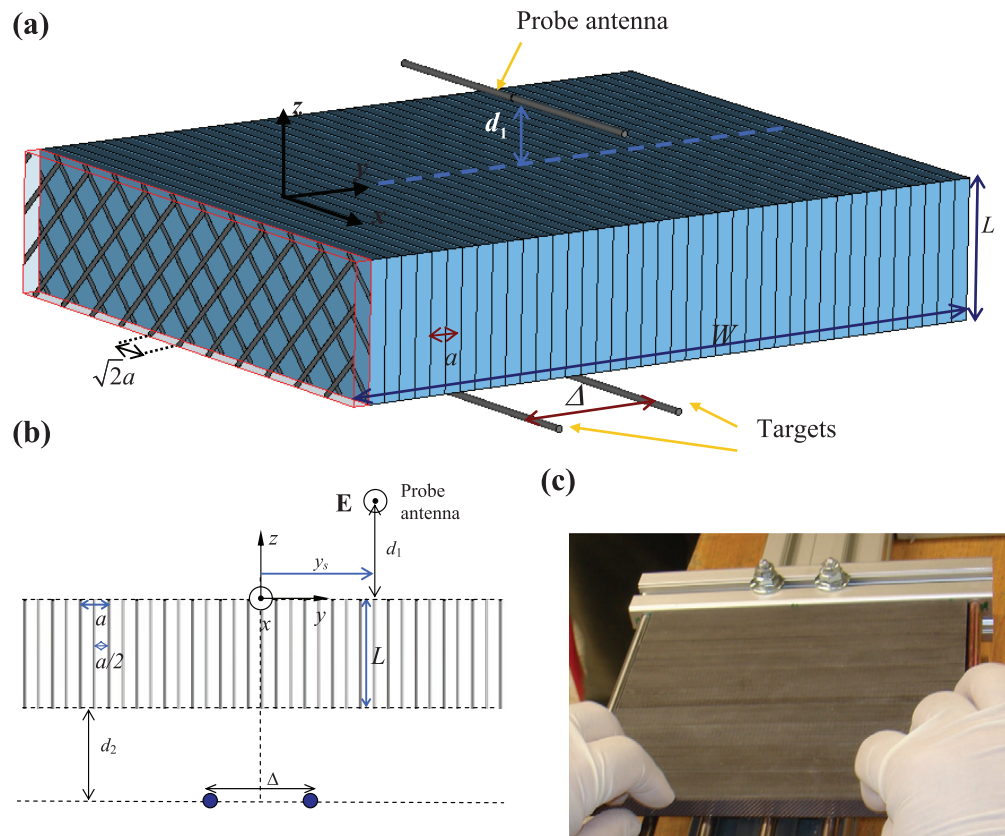 (a)
Probe antenna
z
d₁
y
x
L
W
a
√2a
Δ
Targets
(b)
(c)
E
Probe
antenna
z
d₁
yₛ
x
y
a
a/2
L
d₂
Δ